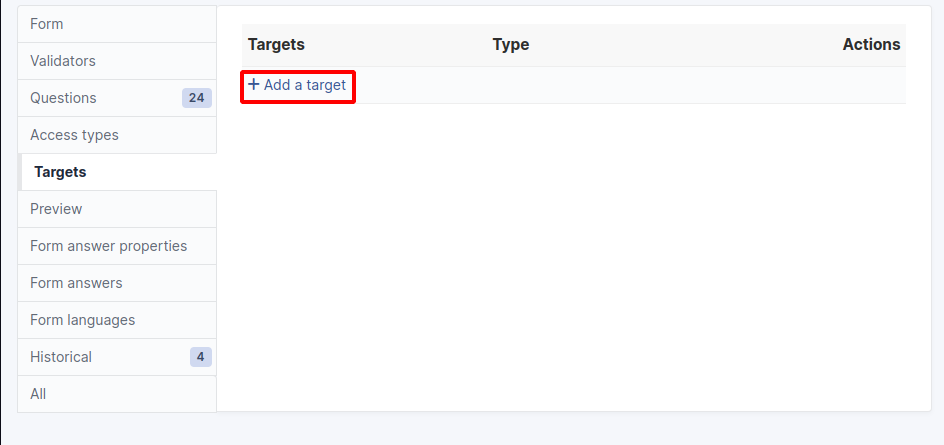 Form
Validators
Questions 24
Access types
Targets
Preview
Form answer properties
Form answers
Form languages
Historical 4
All
Targets Type Actions
+ Add a target